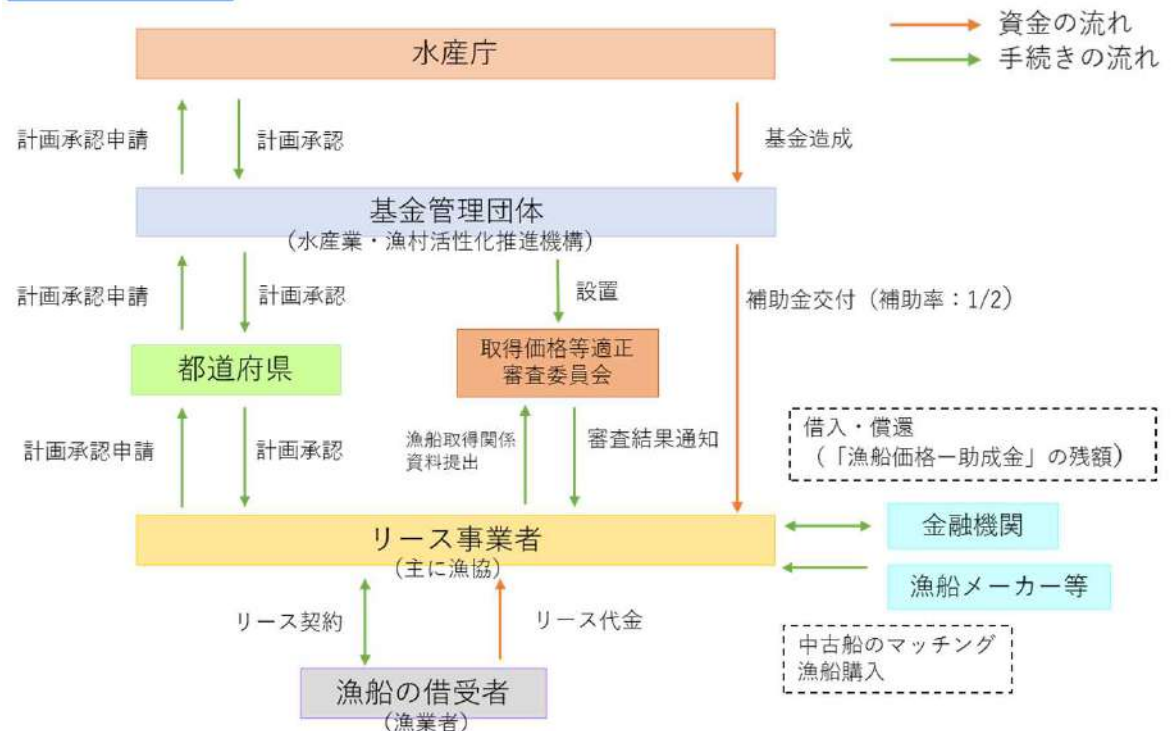 資金の流れ
手続きの流れ
水産庁
計画承認申請
計画承認
基金造成
基金管理団体
（水産業・漁村活性化推進機構）
計画承認申請
計画承認
設置
補助金交付（補助率：1/2）
都道府県
取得価格等適正
審査委員会
計画承認申請
計画承認
漁船取得関係
資料提出
審査結果通知
借入・償還
（「漁船価格ー助成金」の残額）
リース事業者
（主に漁協）
金融機関
漁船メーカー等
リース契約
リース代金
中古船のマッチング
漁船購入
漁船の借受者
（漁業者）